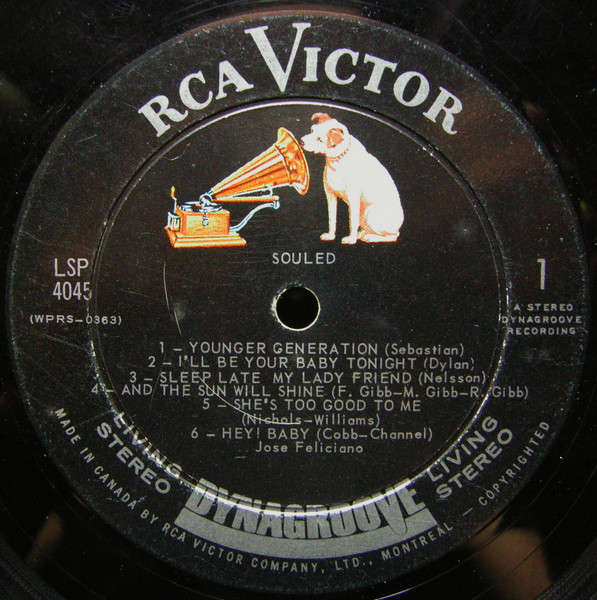 RCA VICTOR
SOULED
LSP
4045
(WPRS-0363)
1
A STEREO
DYNAGROOVE
RECORDING
1 - YOUNGER GENERATION (Sebastian)
2 - I'LL BE YOUR BABY TONIGHT (Dylan)
3 - SLEEP LATE MY LADY FRIEND (Nelsson)
4 - AND THE SUN WILL SHINE (F. Gibb-M. Gibb-R. Gibb)
5 - SHE'S TOO GOOD TO ME
(Nichols-Williams)
6 - HEY! BABY (Cobb-Channel)
Jose Feliciano
LIVING
STEREO
DYNAGROOVE
LIVING
STEREO
MADE IN CANADA BY RCA VICTOR COMPANY, LTD., MONTREAL - COPYRIGHTED